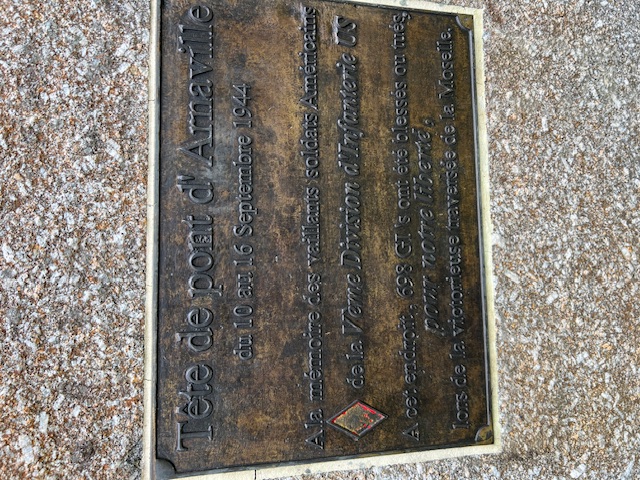 Tête de pont d'Arnaville
du 10 au 16 Septembre 1944
A la mémoire des vaillants soldats Américains
de la Vème Division d'Infanterie US
A cet endroit, 698 G.I.'s ont été blessés ou tués,
pour notre liberté,
lors de la victorieuse traversée de la Moselle.